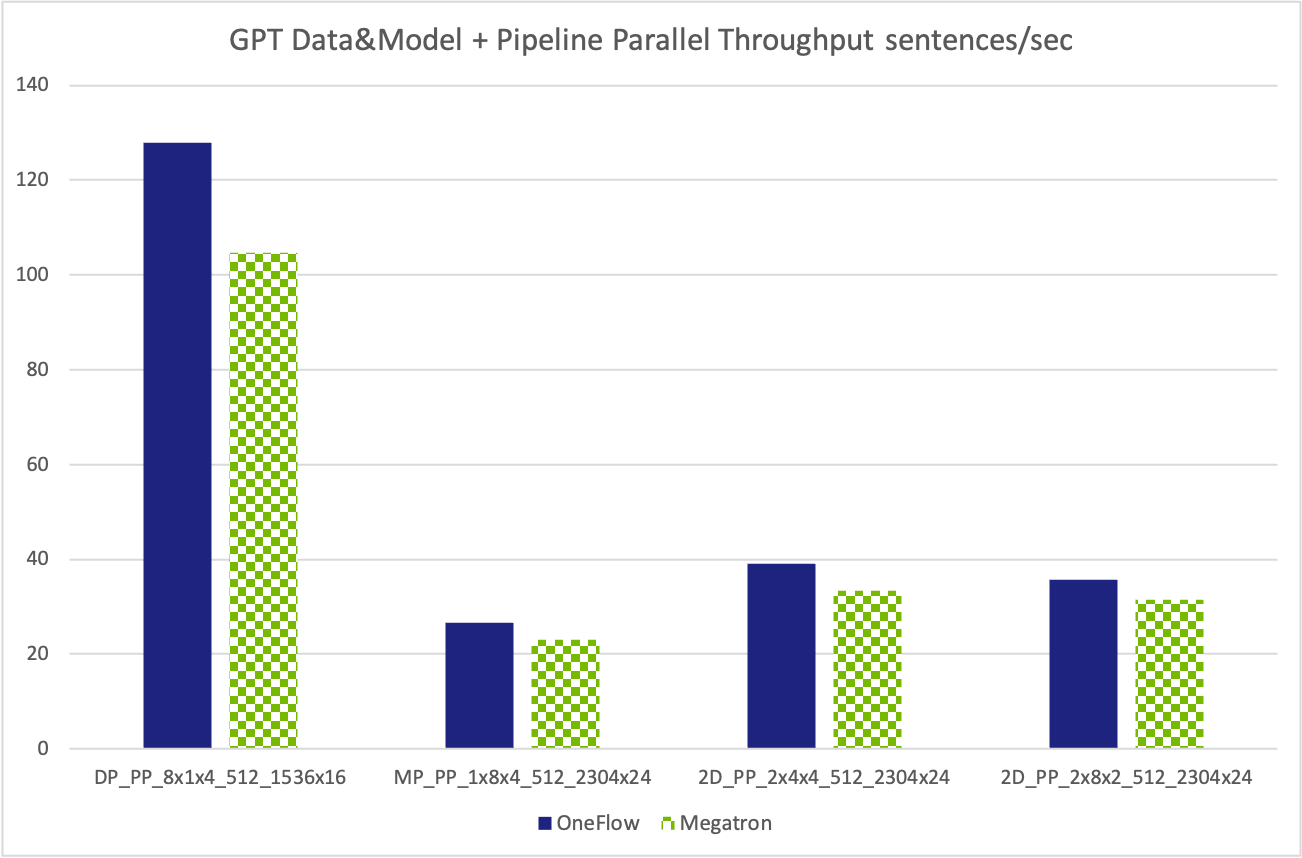 GPT Data&Model + Pipeline Parallel Throughput sentences/sec
140
120
100
80
60
40
20
0
DP_PP_8x1x4_512_1536x16 MP_PP_1x8x4_512_2304x24 2D_PP_2x4x4_512_2304x24 2D_PP_2x8x2_512_2304x24
OneFlow Megatron